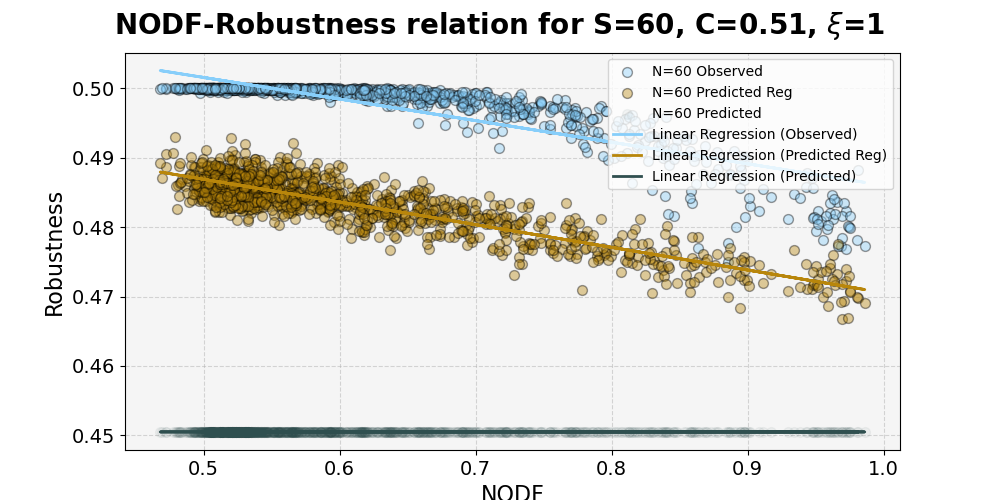 NODF-Robustness relation for S=60, C=0.51, ξ=1
Robustness
0.50
0.49
0.48
0.47
0.46
0.45
N=60 Observed
N=60 Predicted Reg
N=60 Predicted
Linear Regression (Observed)
Linear Regression (Predicted Reg)
Linear Regression (Predicted)
0.5 0.6 0.7 0.8 0.9 1.0
NODF